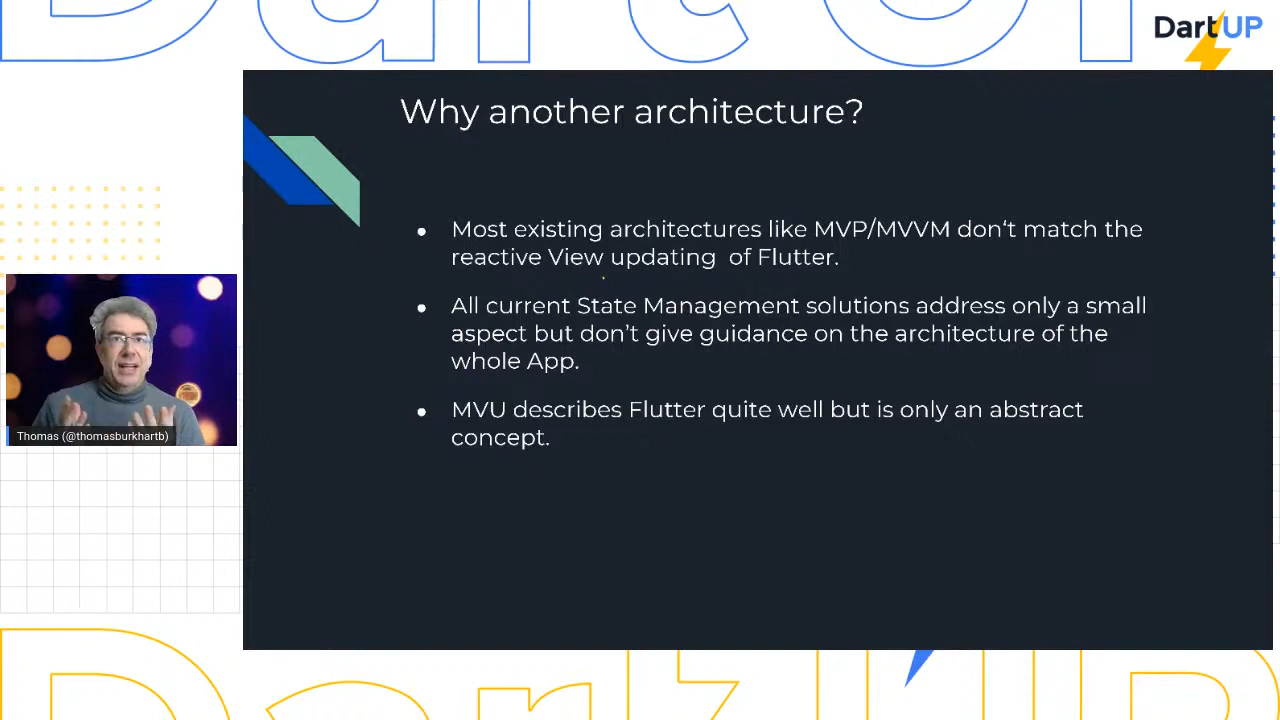 DartUP
Why another architecture?
● Most existing architectures like MVP/MVVM don‘t match the
reactive View updating  of Flutter.
● All current State Management solutions address only a small
aspect but don’t give guidance on the architecture of the
whole App.
● MVU describes Flutter quite well but is only an abstract
concept.
Thomas (@thomasburkhartb)